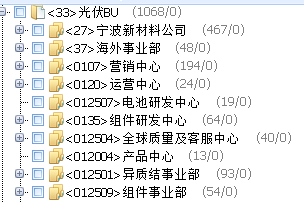 <33>光伏BU (1068/0)
<27>宁波新材料公司 (467/0)
<37>海外事业部 (48/0)
<0107>营销中心 (194/0)
<0120>运营中心 (24/0)
<012507>电池研发中心 (19/0)
<0135>组件研发中心 (64/0)
<012504>全球质量及客服中心 (40/0)
<012004>产品中心 (13/0)
<012501>异质结事业部 (93/0)
<012509>组件事业部 (54/0)